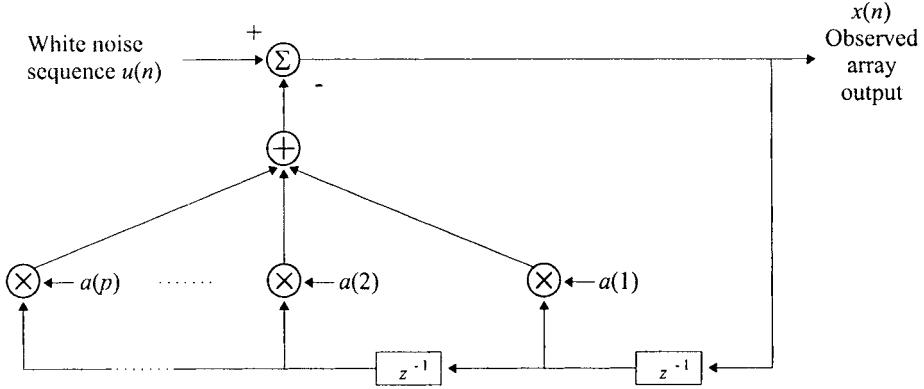 x(n)
White noise
sequence u(n)
+
Σ
-
Observed
array
output
+
× a(p) ...... × a(2) × a(1)
...... z⁻¹ z⁻¹